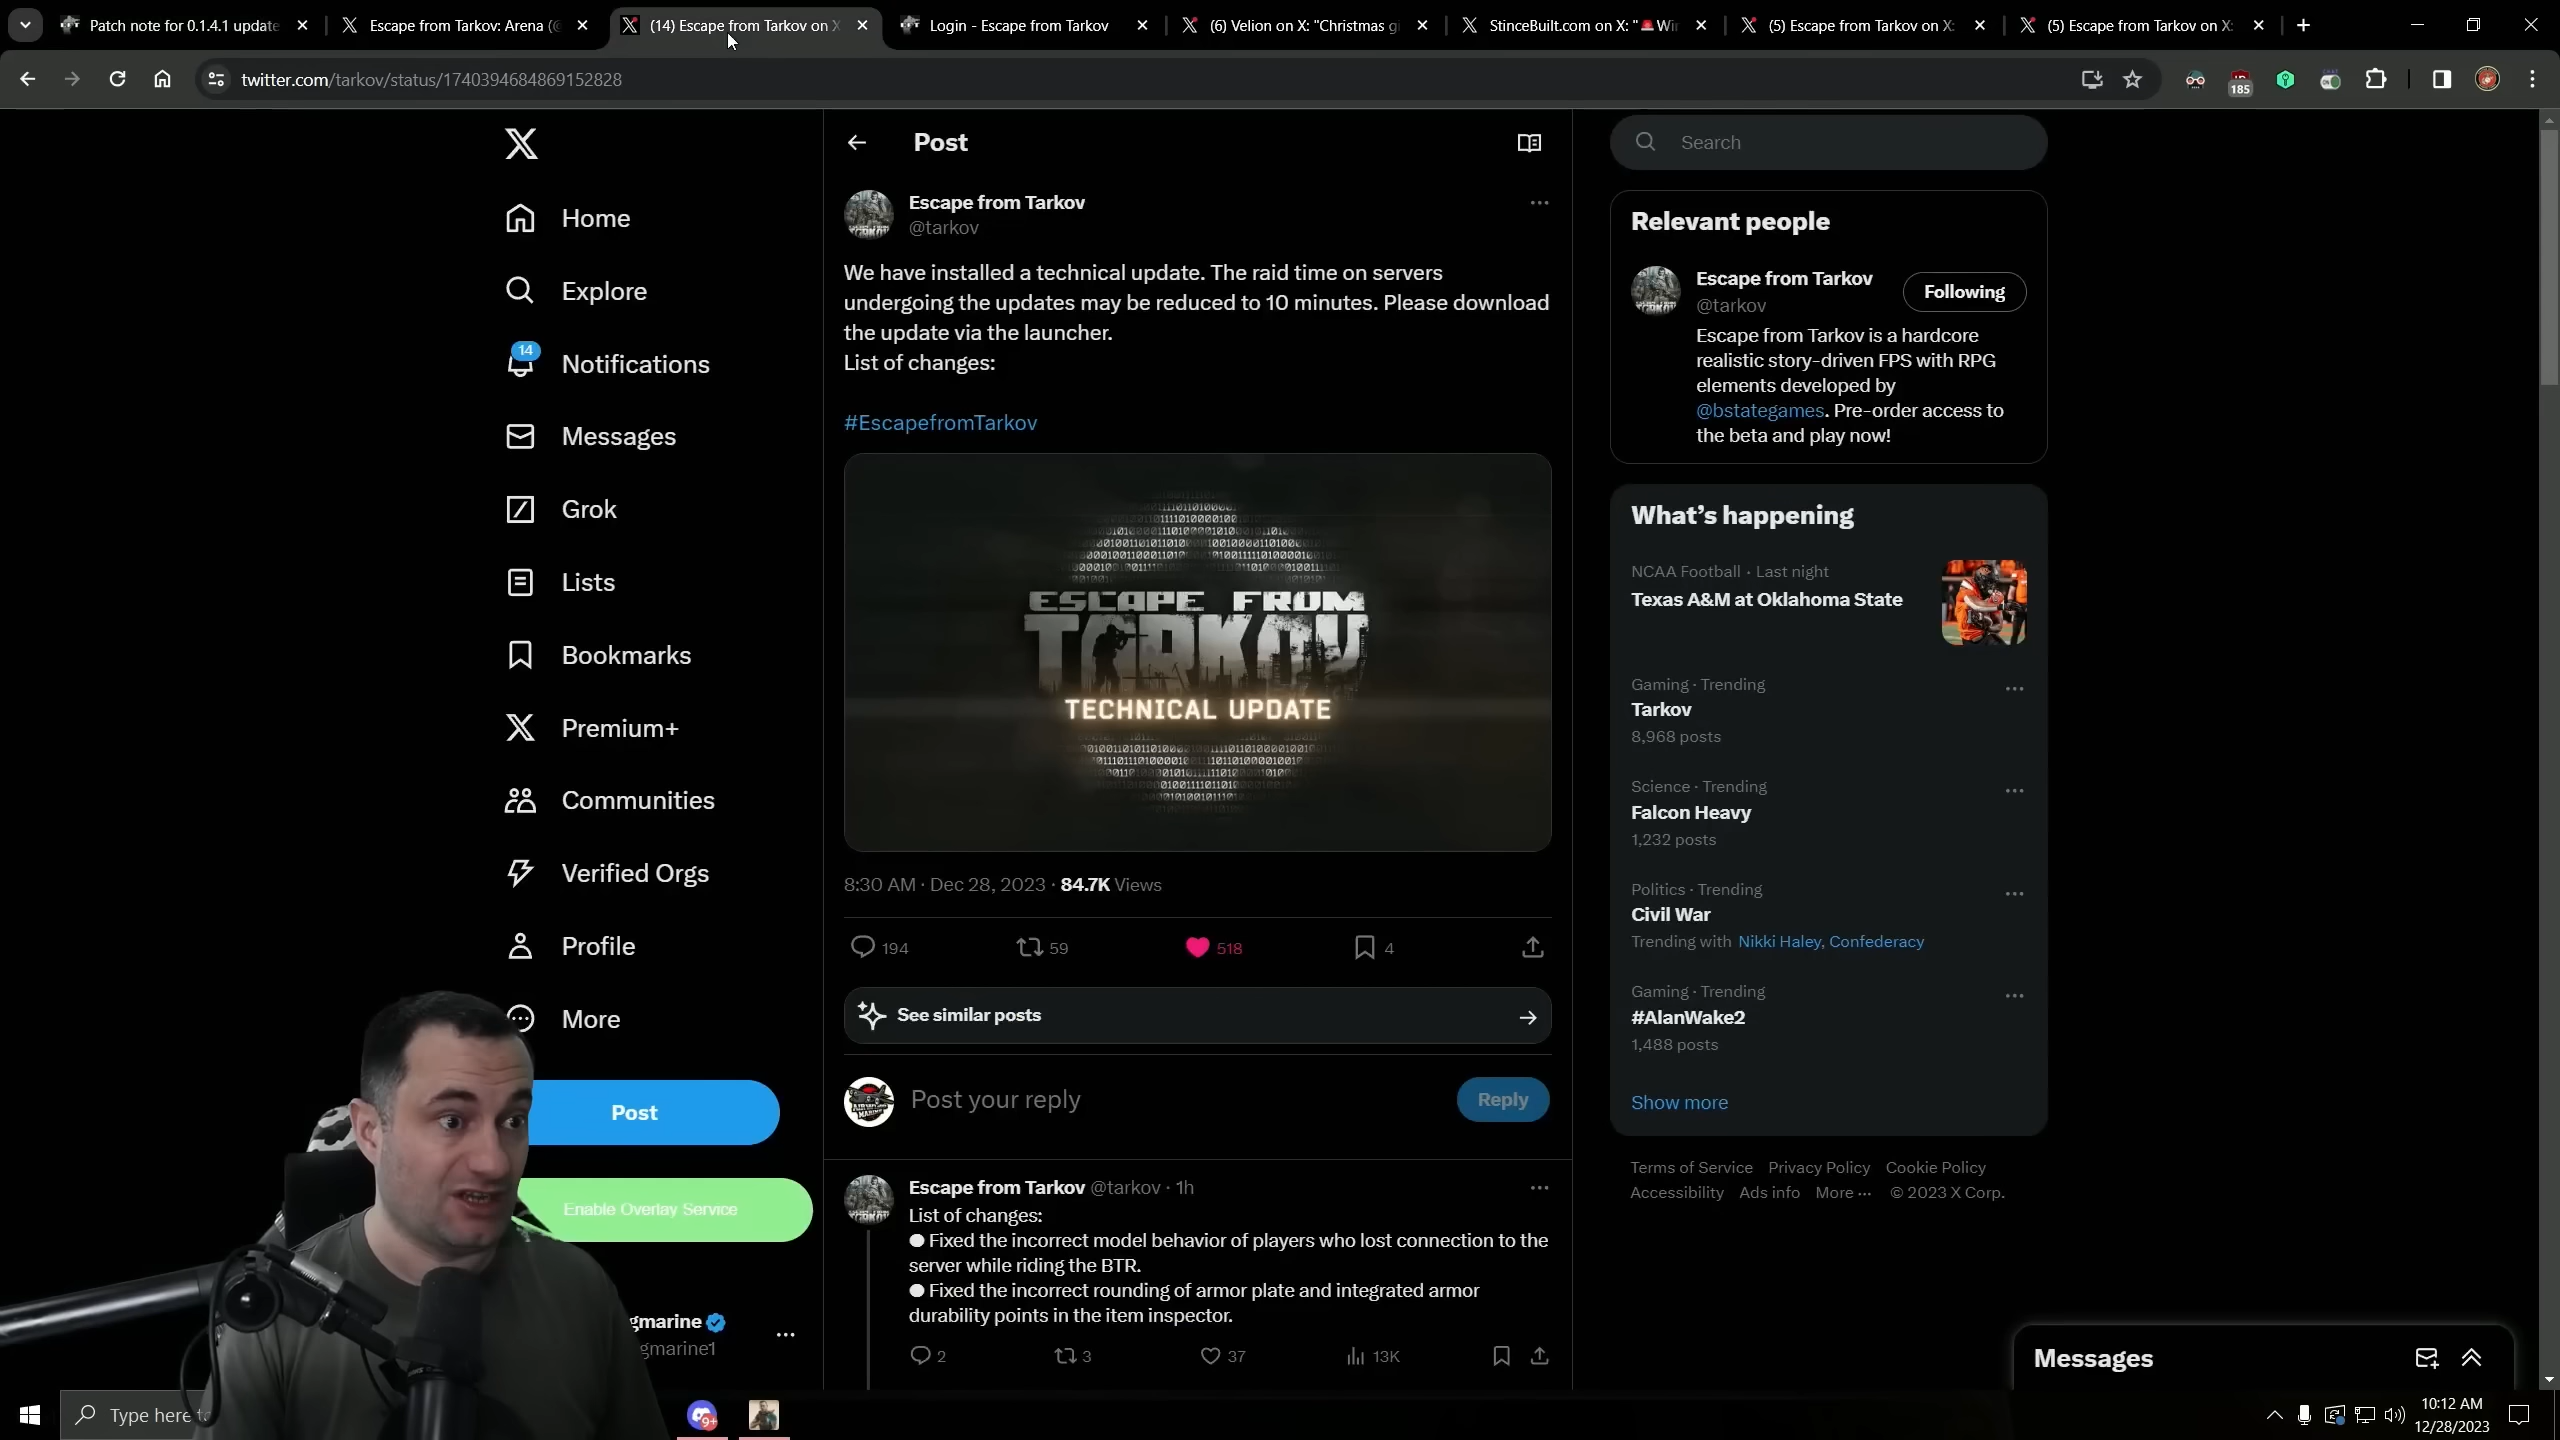 Patch note for 0.1.4.1 update
Escape from Tarkov: Arena (@
(14) Escape from Tarkov on X
Login - Escape from Tarkov
(6) Velion on X: "Christmas gi
StinceBuilt.com on X: "🚨Wi
(5) Escape from Tarkov on X:
(5) Escape from Tarkov on X:
twitter.com/tarkov/status/1740394684869152828
185
Home
Explore
14
Notifications
Messages
Grok
Lists
Bookmarks
Premium+
Communities
Verified Orgs
Profile
More
Post
Enable Overlay Service
gmarine
gmarine1
Post
Escape from Tarkov
@tarkov
We have installed a technical update. The raid time on servers
undergoing the updates may be reduced to 10 minutes. Please download
the update via the launcher.
List of changes:
#EscapefromTarkov
ESCAPE FROM
TARKOV
TECHNICAL UPDATE
8:30 AM · Dec 28, 2023 · 84.7K Views
194
59
518
4
See similar posts
Post your reply
Reply
Escape from Tarkov @tarkov · 1h
List of changes:
● Fixed the incorrect model behavior of players who lost connection to the
server while riding the BTR.
● Fixed the incorrect rounding of armor plate and integrated armor
durability points in the item inspector.
2
3
37
13K
Search
Relevant people
Escape from Tarkov
@tarkov
Following
Escape from Tarkov is a hardcore
realistic story-driven FPS with RPG
elements developed by
@bstategames. Pre-order access to
the beta and play now!
What's happening
NCAA Football · Last night
Texas A&M at Oklahoma State
Gaming · Trending
Tarkov
8,968 posts
Science · Trending
Falcon Heavy
1,232 posts
Politics · Trending
Civil War
Trending with Nikki Haley, Confederacy
Gaming · Trending
#AlanWake2
1,488 posts
Show more
Terms of Service Privacy Policy Cookie Policy
Accessibility Ads info More ··· © 2023 X Corp.
Messages
Type here to
9+
10:12 AM
12/28/2023